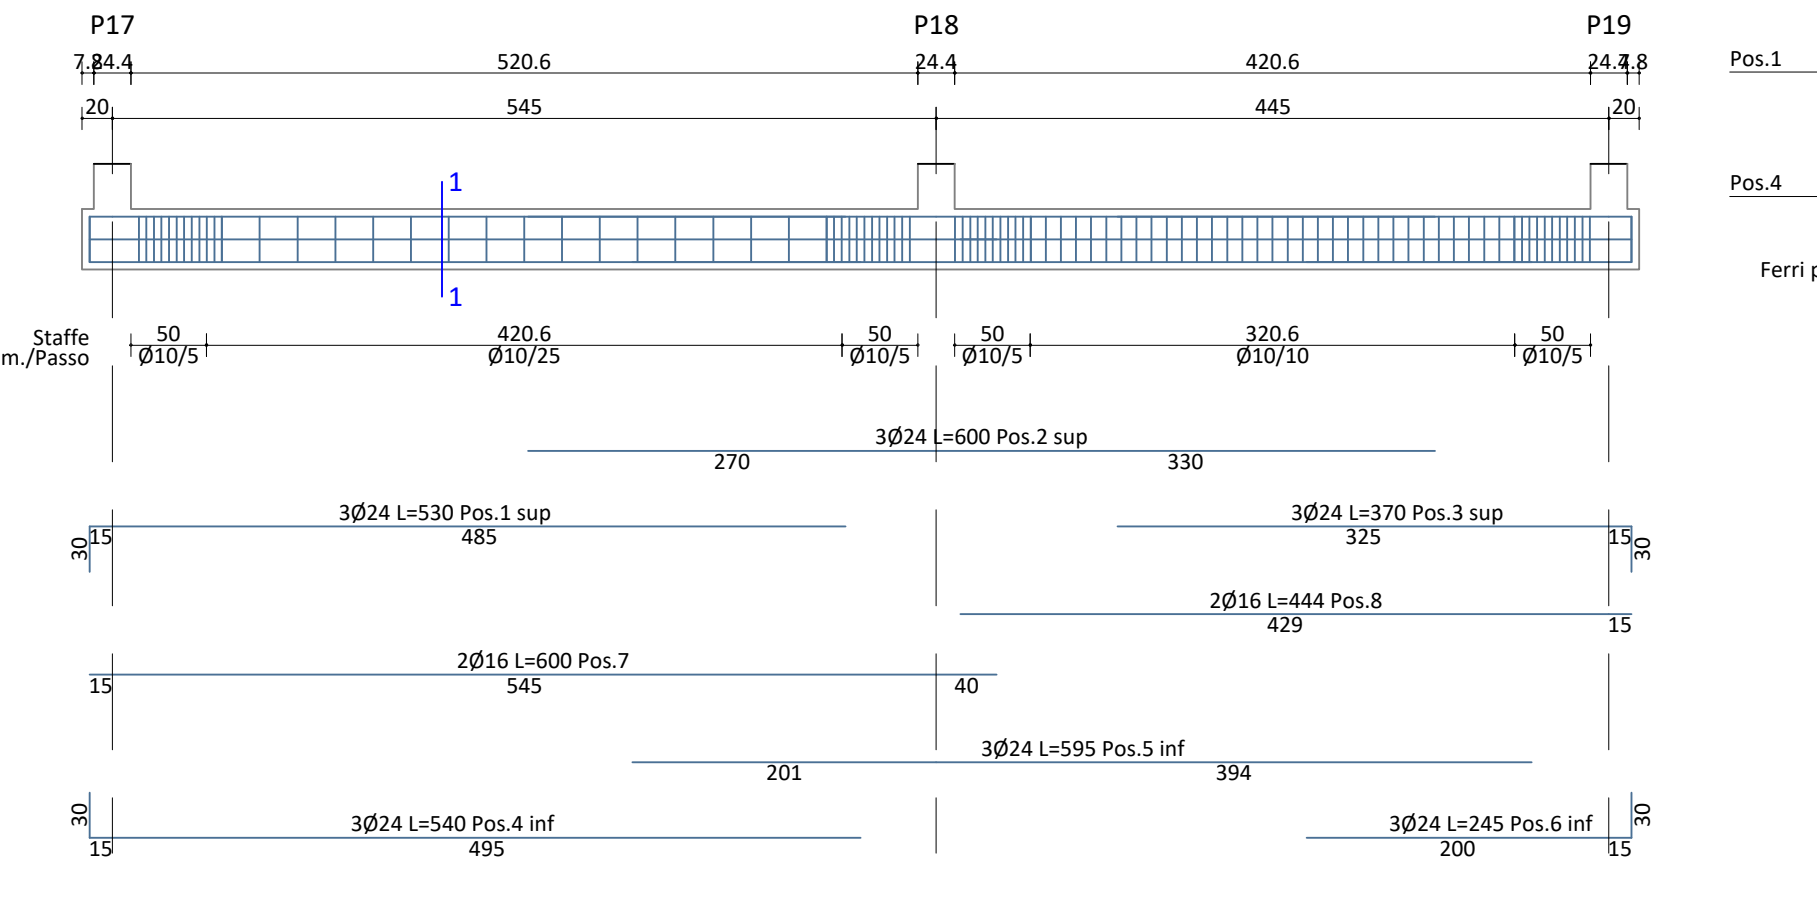 P17 P18 P19
7.8 24.4 520.6 24.4 420.6 24.4 7.8
Pos.1
20 545 445 20
1
Pos.4
Ferri p
1
Staffe 50 420.6 50 50 320.6 50
m./Passo Ø10/5 Ø10/25 Ø10/5 Ø10/5 Ø10/10 Ø10/5
3Ø24 L=600 Pos.2 sup
270 330
3Ø24 L=530 Pos.1 sup 3Ø24 L=370 Pos.3 sup
30 15 485 325 15 30
2Ø16 L=444 Pos.8
429 15
2Ø16 L=600 Pos.7
15 545 40
3Ø24 L=595 Pos.5 inf
201 394
30 3Ø24 L=540 Pos.4 inf 3Ø24 L=245 Pos.6 inf 30
15 495 200 15